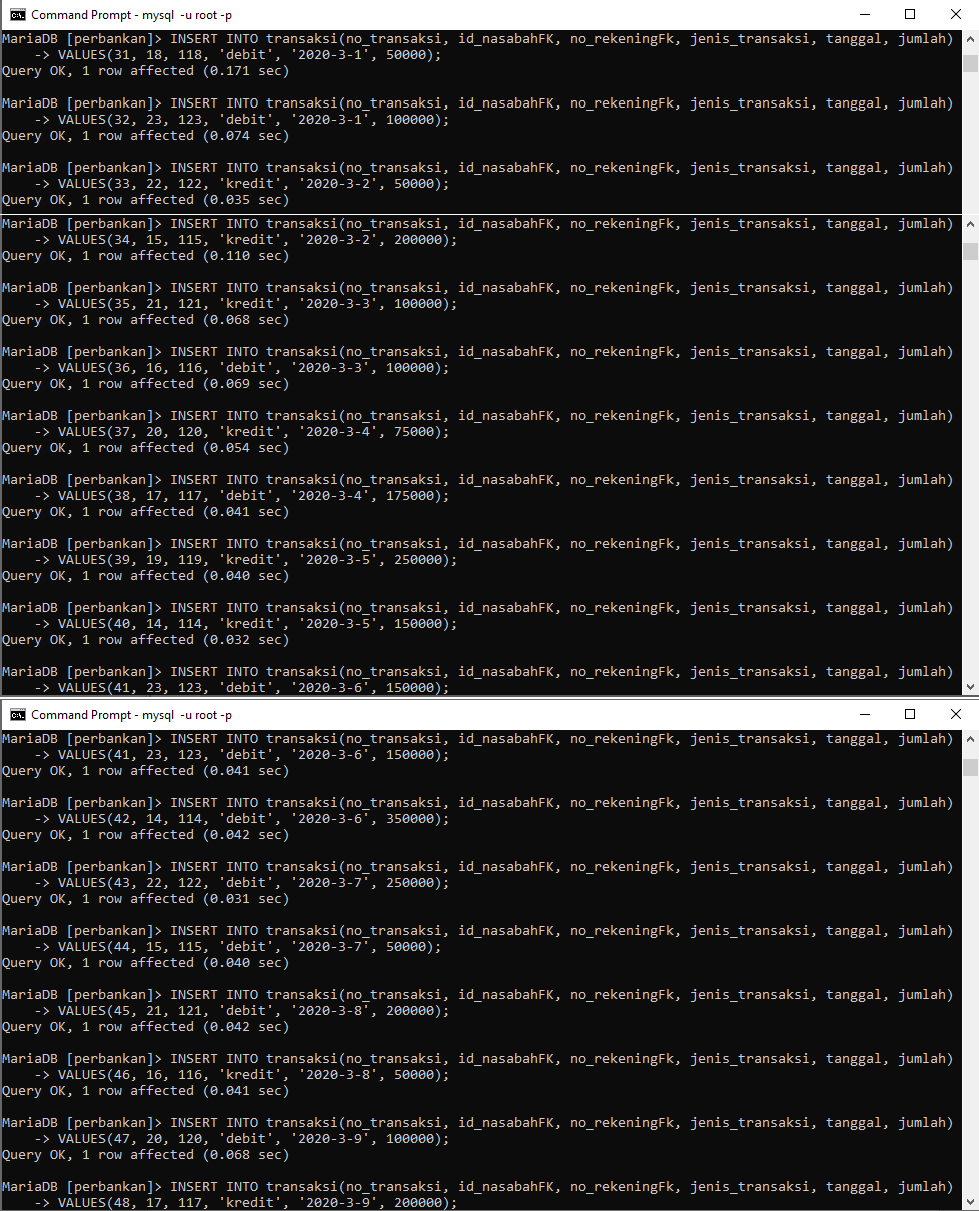 Command Prompt - mysql -u root -p
MariaDB [perbankan]> INSERT INTO transaksi(no_transaksi, id_nasabahFK, no_rekeningFk, jenis_transaksi, tanggal, jumlah)
-> VALUES(31, 18, 118, 'debit', '2020-3-1', 50000);
Query OK, 1 row affected (0.171 sec)
MariaDB [perbankan]> INSERT INTO transaksi(no_transaksi, id_nasabahFK, no_rekeningFk, jenis_transaksi, tanggal, jumlah)
-> VALUES(32, 23, 123, 'debit', '2020-3-1', 100000);
Query OK, 1 row affected (0.074 sec)
MariaDB [perbankan]> INSERT INTO transaksi(no_transaksi, id_nasabahFK, no_rekeningFk, jenis_transaksi, tanggal, jumlah)
-> VALUES(33, 22, 122, 'kredit', '2020-3-2', 50000);
Query OK, 1 row affected (0.035 sec)
MariaDB [perbankan]> INSERT INTO transaksi(no_transaksi, id_nasabahFK, no_rekeningFk, jenis_transaksi, tanggal, jumlah)
-> VALUES(34, 15, 115, 'kredit', '2020-3-2', 200000);
Query OK, 1 row affected (0.110 sec)
MariaDB [perbankan]> INSERT INTO transaksi(no_transaksi, id_nasabahFK, no_rekeningFk, jenis_transaksi, tanggal, jumlah)
-> VALUES(35, 21, 121, 'kredit', '2020-3-3', 100000);
Query OK, 1 row affected (0.068 sec)
MariaDB [perbankan]> INSERT INTO transaksi(no_transaksi, id_nasabahFK, no_rekeningFk, jenis_transaksi, tanggal, jumlah)
-> VALUES(36, 16, 116, 'debit', '2020-3-3', 100000);
Query OK, 1 row affected (0.069 sec)
MariaDB [perbankan]> INSERT INTO transaksi(no_transaksi, id_nasabahFK, no_rekeningFk, jenis_transaksi, tanggal, jumlah)
-> VALUES(37, 20, 120, 'kredit', '2020-3-4', 75000);
Query OK, 1 row affected (0.054 sec)
MariaDB [perbankan]> INSERT INTO transaksi(no_transaksi, id_nasabahFK, no_rekeningFk, jenis_transaksi, tanggal, jumlah)
-> VALUES(38, 17, 117, 'debit', '2020-3-4', 175000);
Query OK, 1 row affected (0.041 sec)
MariaDB [perbankan]> INSERT INTO transaksi(no_transaksi, id_nasabahFK, no_rekeningFk, jenis_transaksi, tanggal, jumlah)
-> VALUES(39, 19, 119, 'kredit', '2020-3-5', 250000);
Query OK, 1 row affected (0.040 sec)
MariaDB [perbankan]> INSERT INTO transaksi(no_transaksi, id_nasabahFK, no_rekeningFk, jenis_transaksi, tanggal, jumlah)
-> VALUES(40, 14, 114, 'kredit', '2020-3-5', 150000);
Query OK, 1 row affected (0.032 sec)
MariaDB [perbankan]> INSERT INTO transaksi(no_transaksi, id_nasabahFK, no_rekeningFk, jenis_transaksi, tanggal, jumlah)
-> VALUES(41, 23, 123, 'debit', '2020-3-6', 150000);
Command Prompt - mysql -u root -p
MariaDB [perbankan]> INSERT INTO transaksi(no_transaksi, id_nasabahFK, no_rekeningFk, jenis_transaksi, tanggal, jumlah)
-> VALUES(41, 23, 123, 'debit', '2020-3-6', 150000);
Query OK, 1 row affected (0.041 sec)
MariaDB [perbankan]> INSERT INTO transaksi(no_transaksi, id_nasabahFK, no_rekeningFk, jenis_transaksi, tanggal, jumlah)
-> VALUES(42, 14, 114, 'debit', '2020-3-6', 350000);
Query OK, 1 row affected (0.042 sec)
MariaDB [perbankan]> INSERT INTO transaksi(no_transaksi, id_nasabahFK, no_rekeningFk, jenis_transaksi, tanggal, jumlah)
-> VALUES(43, 22, 122, 'debit', '2020-3-7', 250000);
Query OK, 1 row affected (0.031 sec)
MariaDB [perbankan]> INSERT INTO transaksi(no_transaksi, id_nasabahFK, no_rekeningFk, jenis_transaksi, tanggal, jumlah)
-> VALUES(44, 15, 115, 'debit', '2020-3-7', 50000);
Query OK, 1 row affected (0.040 sec)
MariaDB [perbankan]> INSERT INTO transaksi(no_transaksi, id_nasabahFK, no_rekeningFk, jenis_transaksi, tanggal, jumlah)
-> VALUES(45, 21, 121, 'debit', '2020-3-8', 200000);
Query OK, 1 row affected (0.042 sec)
MariaDB [perbankan]> INSERT INTO transaksi(no_transaksi, id_nasabahFK, no_rekeningFk, jenis_transaksi, tanggal, jumlah)
-> VALUES(46, 16, 116, 'kredit', '2020-3-8', 50000);
Query OK, 1 row affected (0.041 sec)
MariaDB [perbankan]> INSERT INTO transaksi(no_transaksi, id_nasabahFK, no_rekeningFk, jenis_transaksi, tanggal, jumlah)
-> VALUES(47, 20, 120, 'debit', '2020-3-9', 100000);
Query OK, 1 row affected (0.068 sec)
MariaDB [perbankan]> INSERT INTO transaksi(no_transaksi, id_nasabahFK, no_rekeningFk, jenis_transaksi, tanggal, jumlah)
-> VALUES(48, 17, 117, 'kredit', '2020-3-9', 200000);